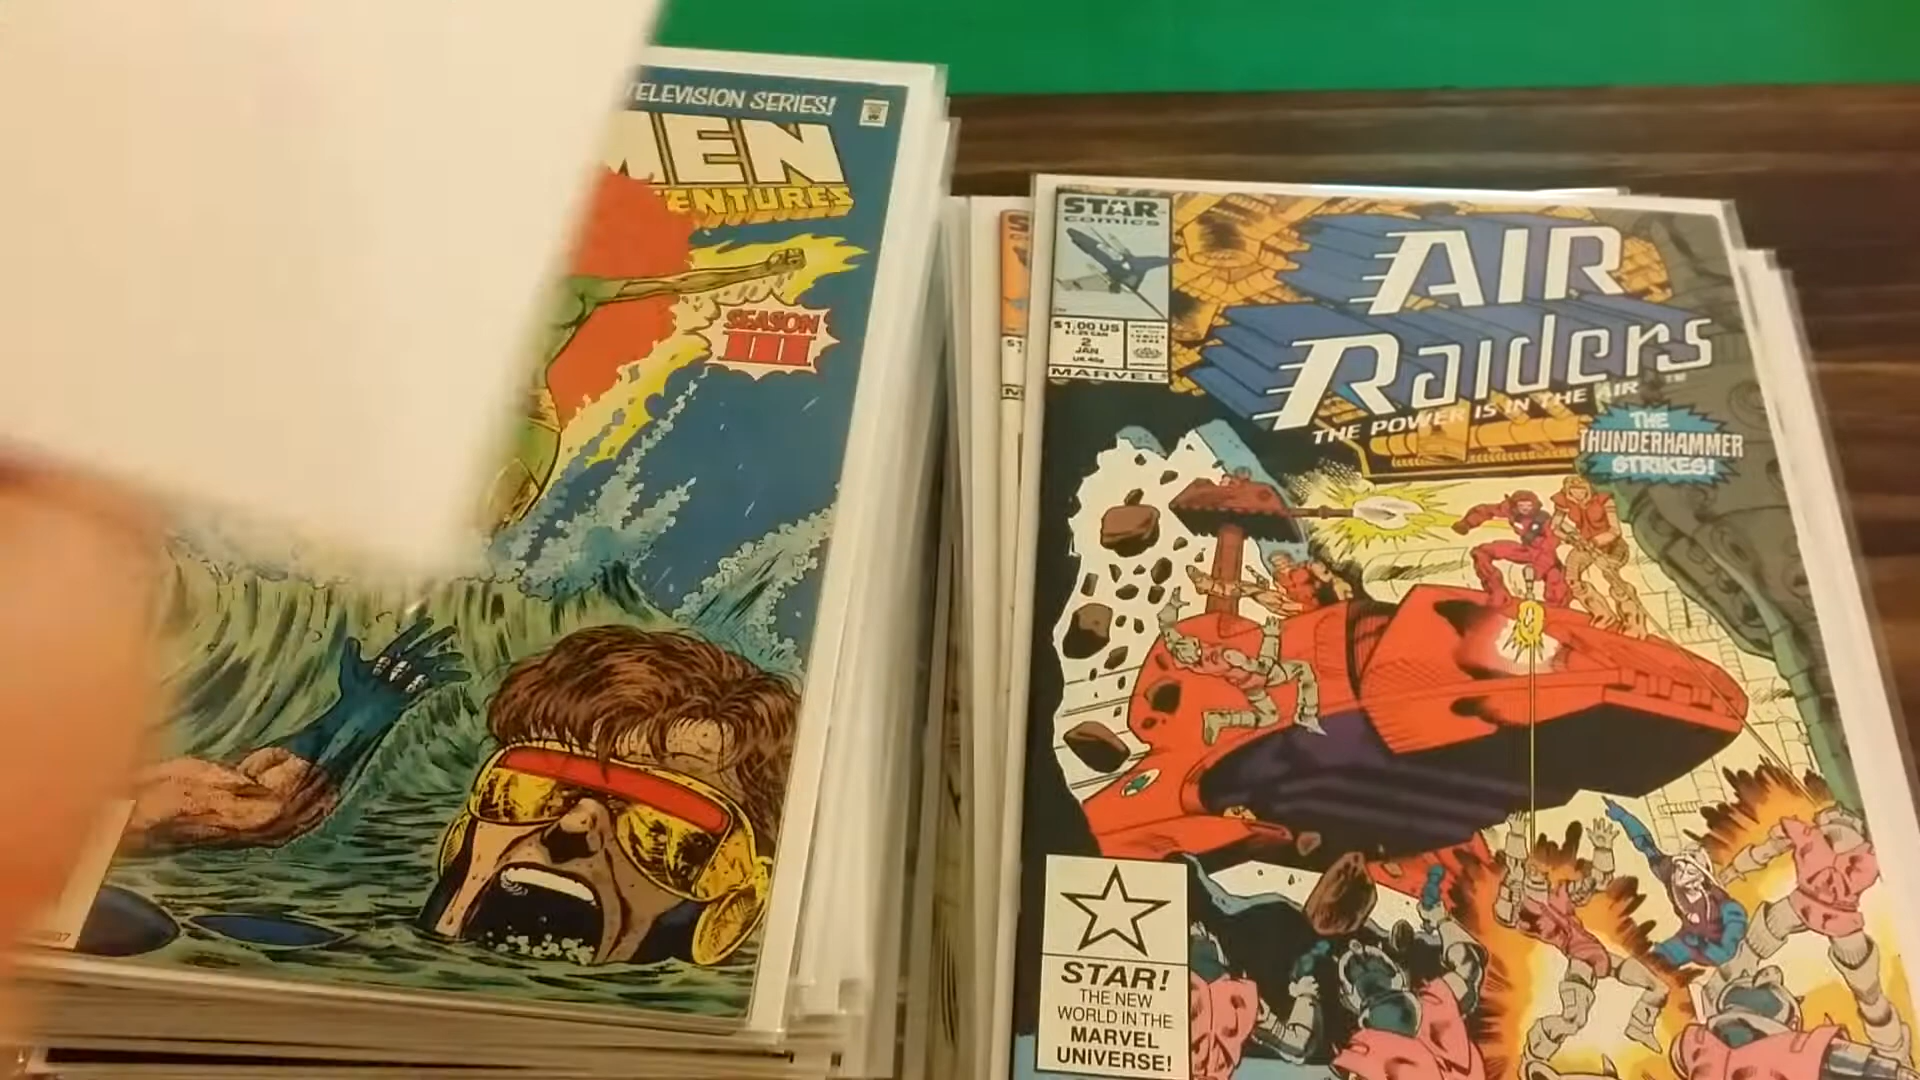 TELEVISION SERIES!
MEN
VENTURES
SEASON
III
STAR
comics
$1.00 US
2
JAN
MARVEL
AIR
Raiders
THE POWER IS IN THE AIR ™
THE
THUNDERHAMMER
STRIKES!
STAR!
THE NEW
WORLD IN THE
MARVEL
UNIVERSE!